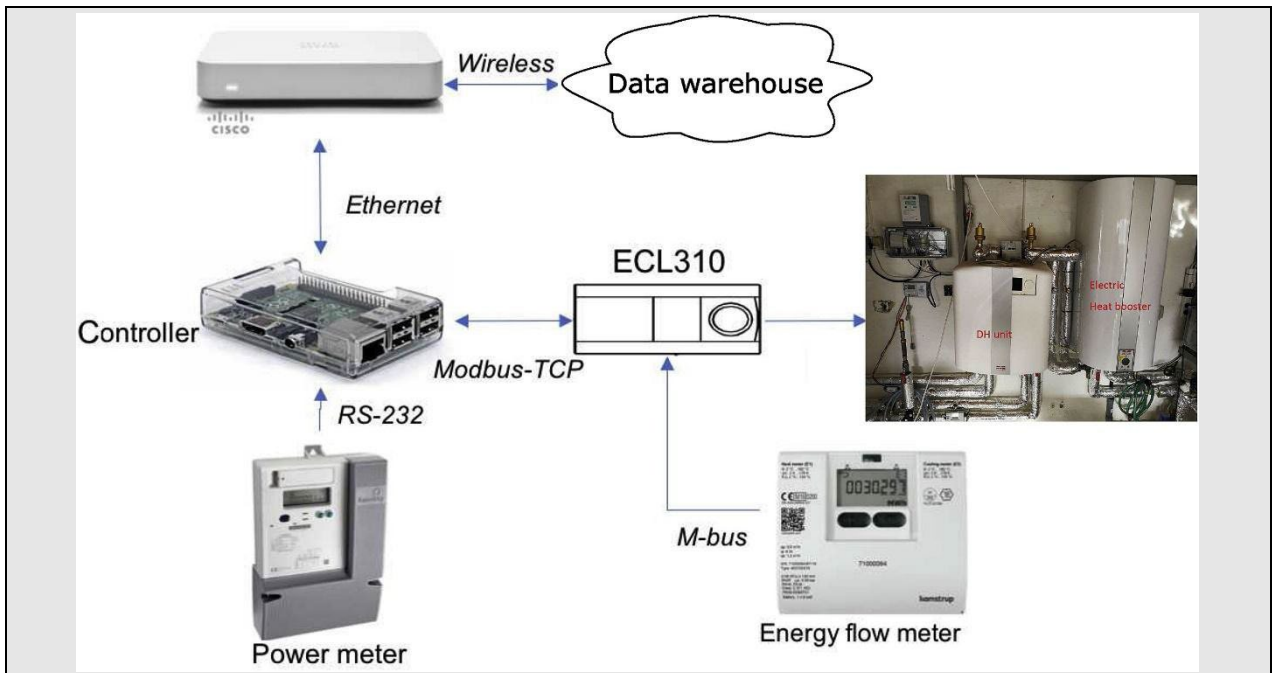 Wireless
Data warehouse
CISCO
Ethernet
ECL310
Controller
Modbus-TCP
Electric
Heat booster
DH unit
RS-232
M-bus
0030297
71000064
kamstrup
Energy flow meter
Power meter